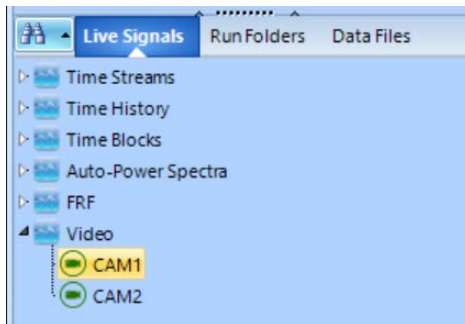 Live Signals Run Folders Data Files
Time Streams
Time History
Time Blocks
Auto-Power Spectra
FRF
Video
CAM1
CAM2